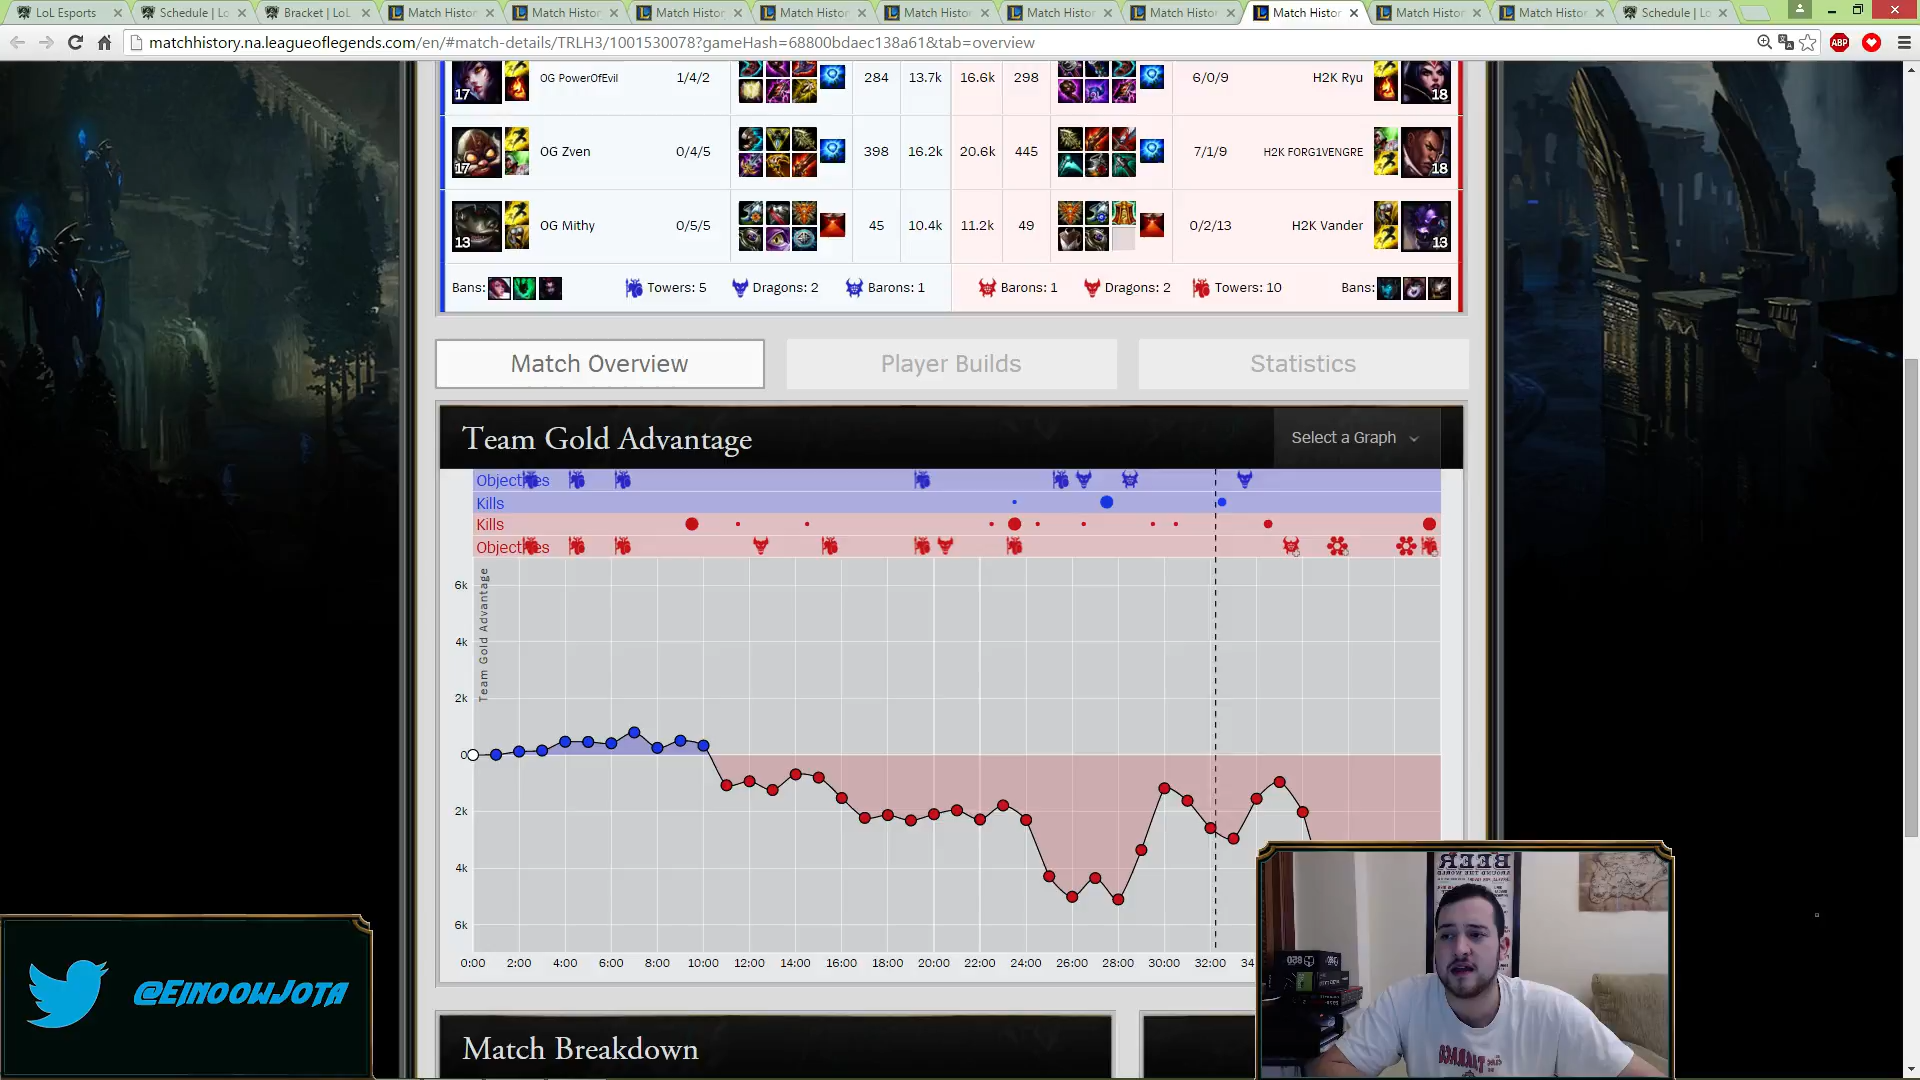 LoL Esports
Schedule | Lo
Bracket | LoL
Match Histor
Match Histor
Match Histor
Match Histor
Match Histor
Match Histor
Match Histor
Match Histor
Match Histor
Match Histor
Schedule | Lo
matchhistory.na.leagueoflegends.com/en/#match-details/TRLH3/1001530078?gameHash=68800bdaec138a61&tab=overview
ABP
17 OG PowerOfEvil 1/4/2 284 13.7k 16.6k 298 6/0/9 H2K Ryu 18
17 OG Zven 0/4/5 398 16.2k 20.6k 445 7/1/9 H2K FORG1VENGRE 18
13 OG Mithy 0/5/5 45 10.4k 11.2k 49 0/2/13 H2K Vander 13
Bans: Towers: 5 Dragons: 2 Barons: 1 Barons: 1 Dragons: 2 Towers: 10 Bans:
Match Overview Player Builds Statistics
Team Gold Advantage Select a Graph
Objectives
Kills
Kills
Objectives
Team Gold Advantage
6k
4k
2k
0
2k
4k
6k
0:00 2:00 4:00 6:00 8:00 10:00 12:00 14:00 16:00 18:00 20:00 22:00 24:00 26:00 28:00 30:00 32:00 34
Match Breakdown
@EinoowJota
BEER
AROUND THE WORLD